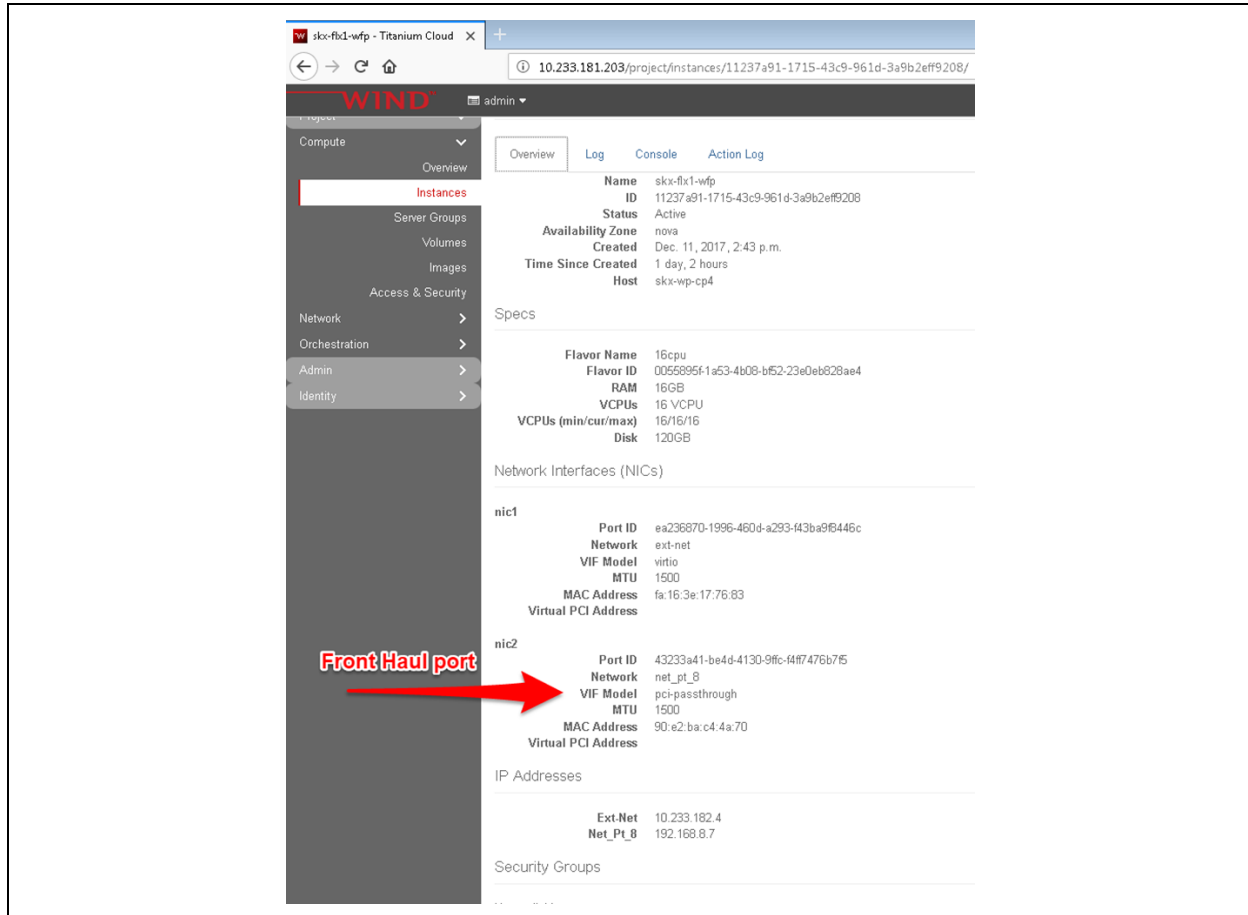 skx-flx1-wfp - Titanium Cloud
10.233.181.203/project/instances/11237a91-1715-43c9-961d-3a9b2eff9208/
WIND
admin
Project
Compute
Overview
Instances
Server Groups
Volumes
Images
Access & Security
Network
Orchestration
Admin
Identity
Overview Log Console Action Log
Name skx-flx1-wfp
ID 11237a91-1715-43c9-961d-3a9b2eff9208
Status Active
Availability Zone nova
Created Dec. 11, 2017, 2:43 p.m.
Time Since Created 1 day, 2 hours
Host skx-wp-cp4
Specs
Flavor Name 16cpu
Flavor ID 0055895f-1a53-4b08-bf52-23e0eb828ae4
RAM 16GB
VCPUs 16 VCPU
VCPUs (min/cur/max) 16/16/16
Disk 120GB
Network Interfaces (NICs)
nic1
Port ID ea236870-1996-460d-a293-f43ba9f8446c
Network ext-net
VIF Model virtio
MTU 1500
MAC Address fa:16:3e:17:76:83
Virtual PCI Address
nic2
Front Haul port
Port ID 43233a41-be4d-4130-9ffc-f4ff7476b7f5
Network net_pt_8
VIF Model pci-passthrough
MTU 1500
MAC Address 90:e2:ba:c4:4a:70
Virtual PCI Address
IP Addresses
Ext-Net 10.233.182.4
Net_Pt_8 192.168.8.7
Security Groups